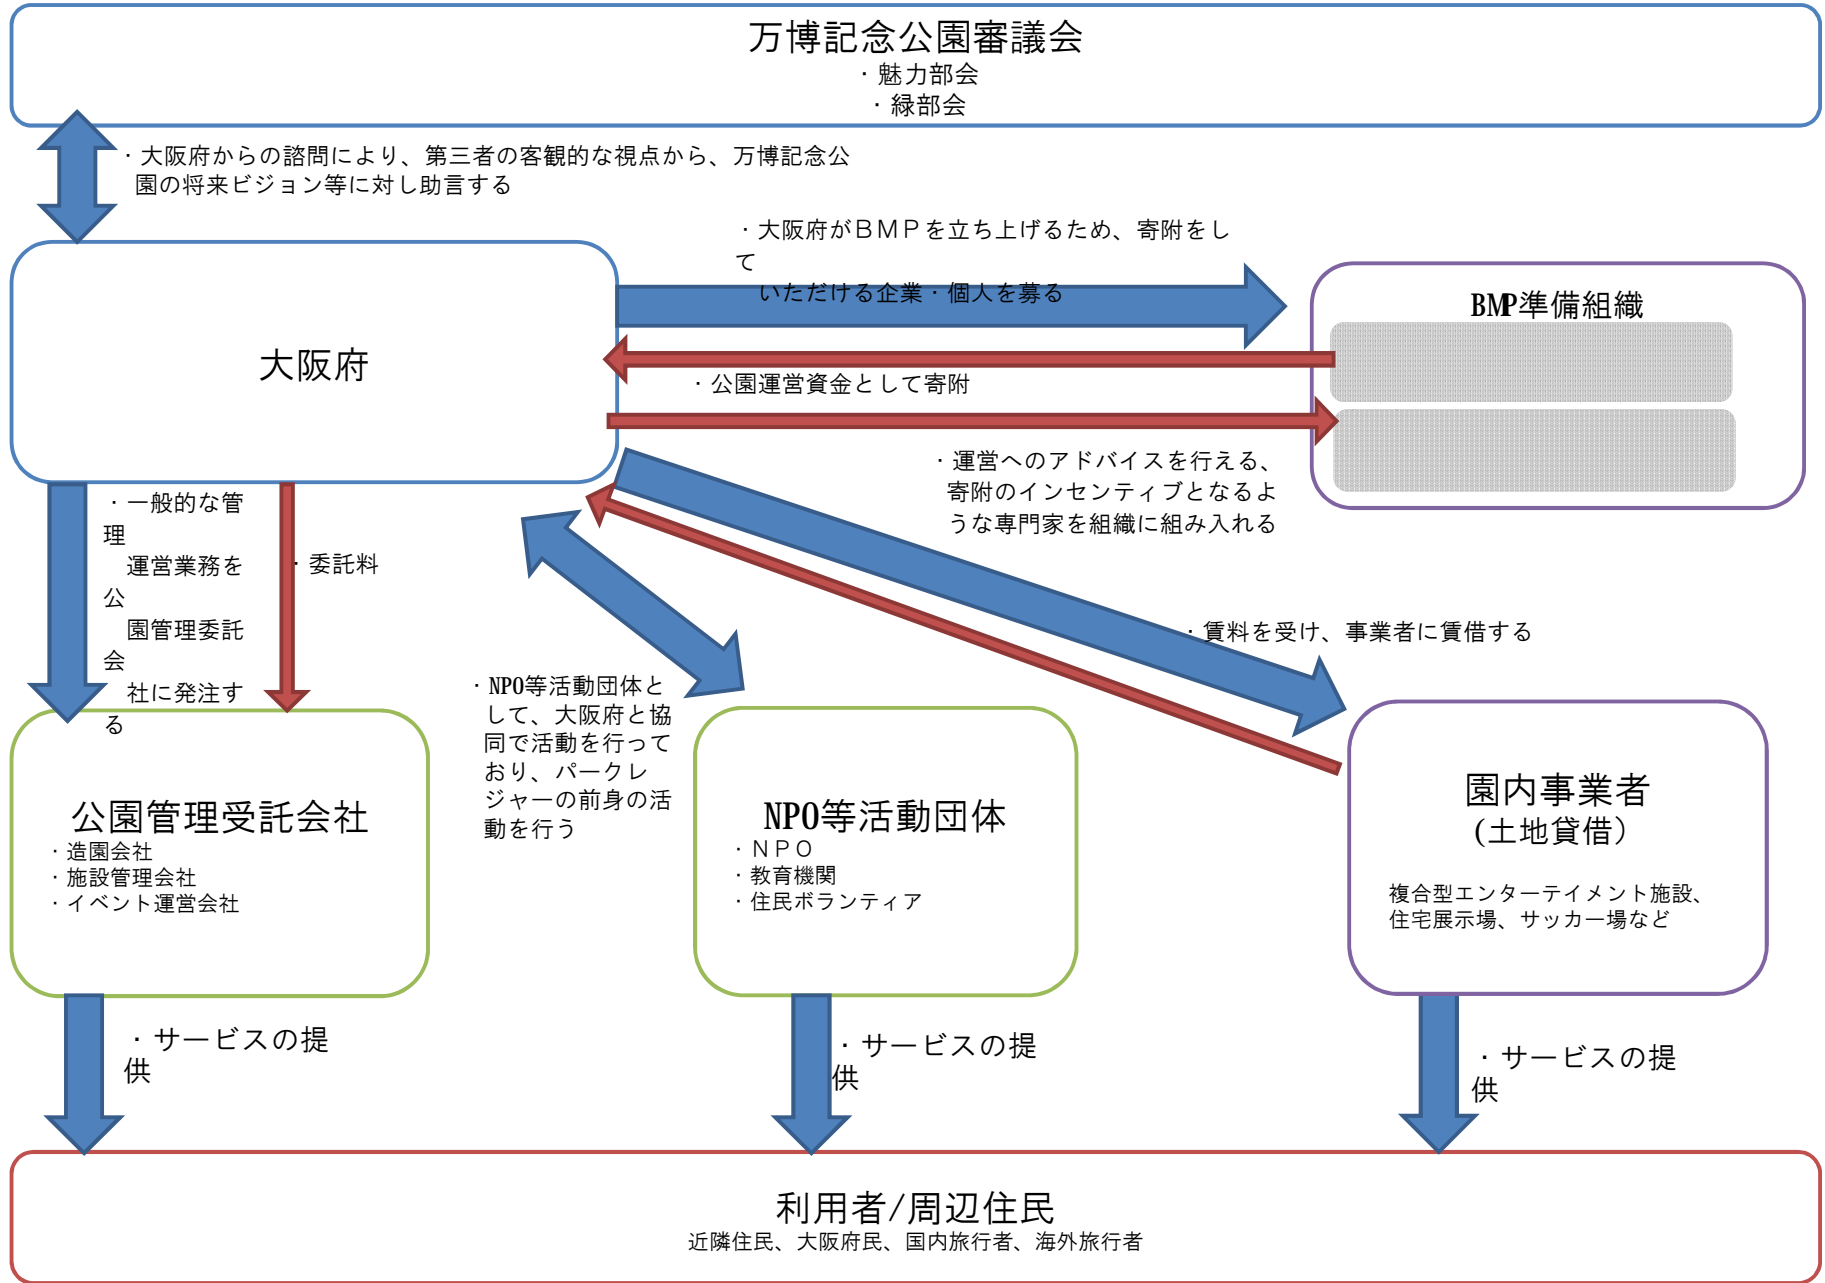 万博記念公園審議会
・魅力部会
・緑部会
・大阪府からの諮問により、第三者の客観的な視点から、万博記念公
園の将来ビジョン等に対し助言する
・大阪府がＢＭＰを立ち上げるため、寄附をし
て
いただける企業・個人を募る
BMP準備組織
大阪府
・公園運営資金として寄附
・運営へのアドバイスを行える、
寄附のインセンティブとなるよ
うな専門家を組織に組み入れる
・一般的な管
理
運営業務を
公
園管理委託
会
社に発注す
る
・委託料
・賃料を受け、事業者に賃借する
・NPO等活動団体と
して、大阪府と協
同で活動を行って
おり、パークレ
ジャーの前身の活
動を行う
公園管理受託会社
・造園会社
・施設管理会社
・イベント運営会社
NPO等活動団体
・ＮＰＯ
・教育機関
・住民ボランティア
園内事業者
(土地貸借）
複合型エンターテイメント施設、
住宅展示場、サッカー場など
・サービスの提
供
・サービスの提
供
・サービスの提
供
利用者/周辺住民
近隣住民、大阪府民、国内旅行者、海外旅行者